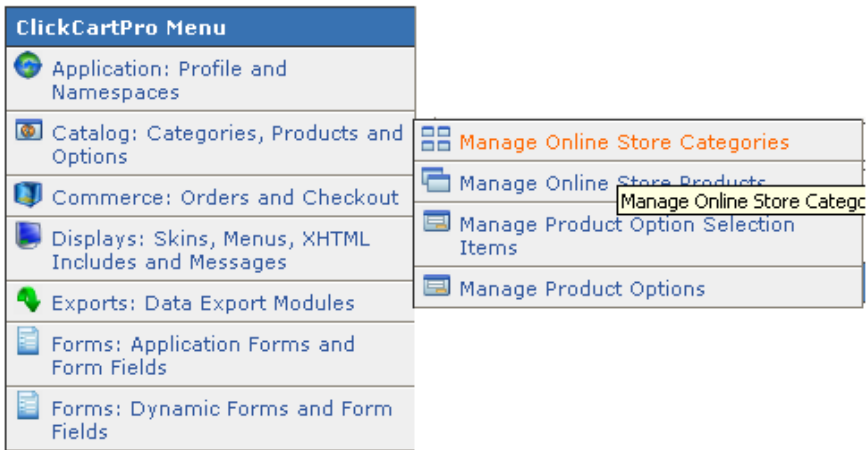 ClickCartPro Menu
Application: Profile and
Namespaces
Catalog: Categories, Products and
Options
Commerce: Orders and Checkout
Displays: Skins, Menus, XHTML
Includes and Messages
Exports: Data Export Modules
Forms: Application Forms and
Form Fields
Forms: Dynamic Forms and Form
Fields
Manage Online Store Categories
Manage Online Store Products
Manage Online Store Catego
Manage Product Option Selection
Items
Manage Product Options